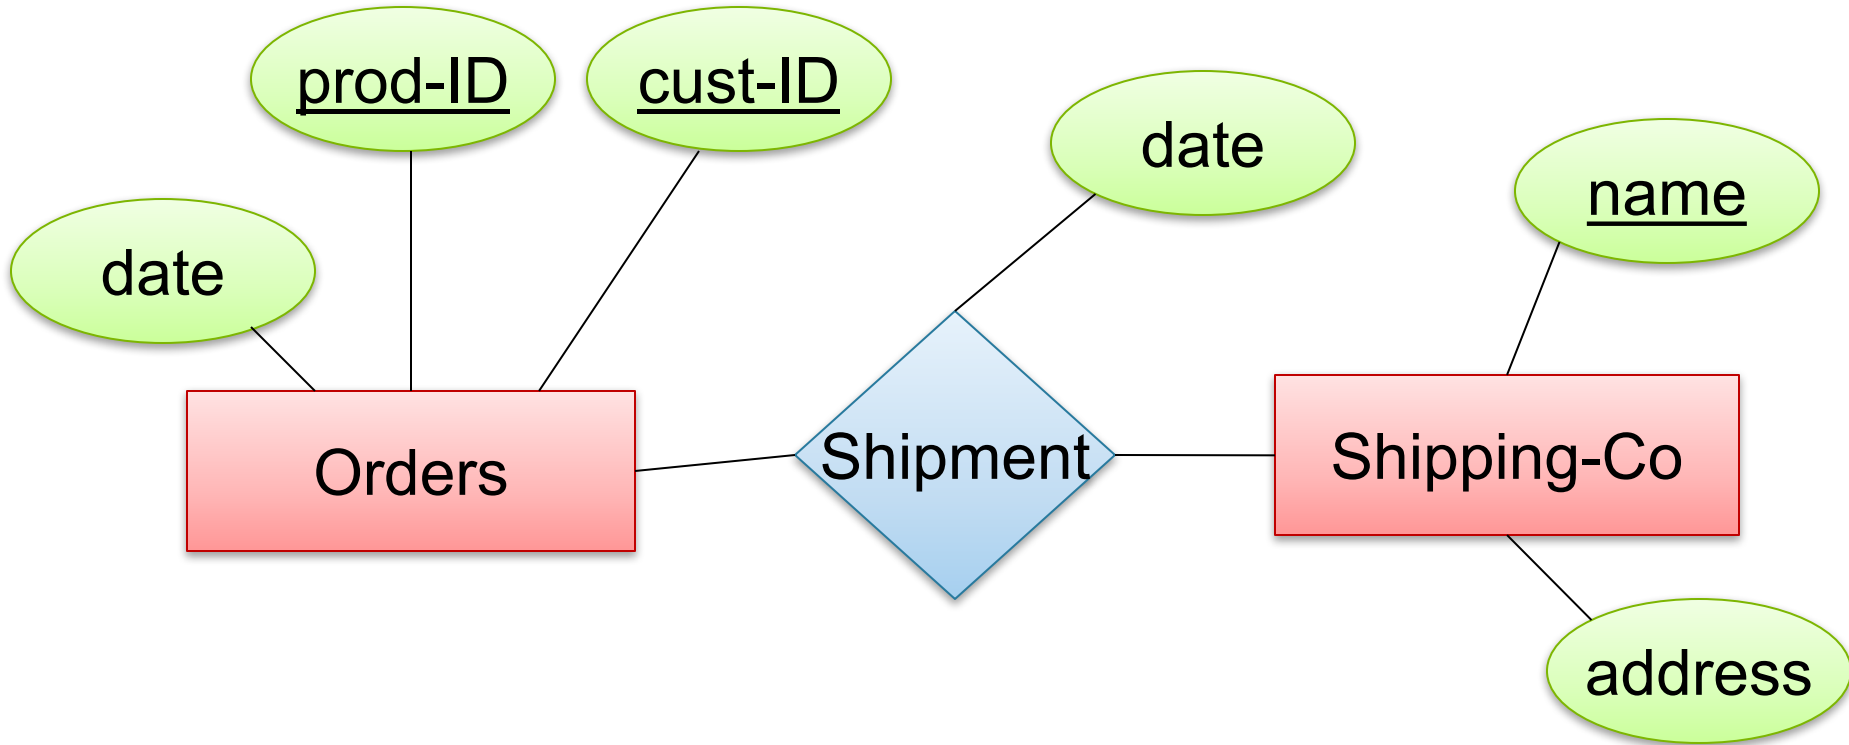 prod-ID
cust-ID
date
name
date
Shipment
Shipping-Co
Orders
address